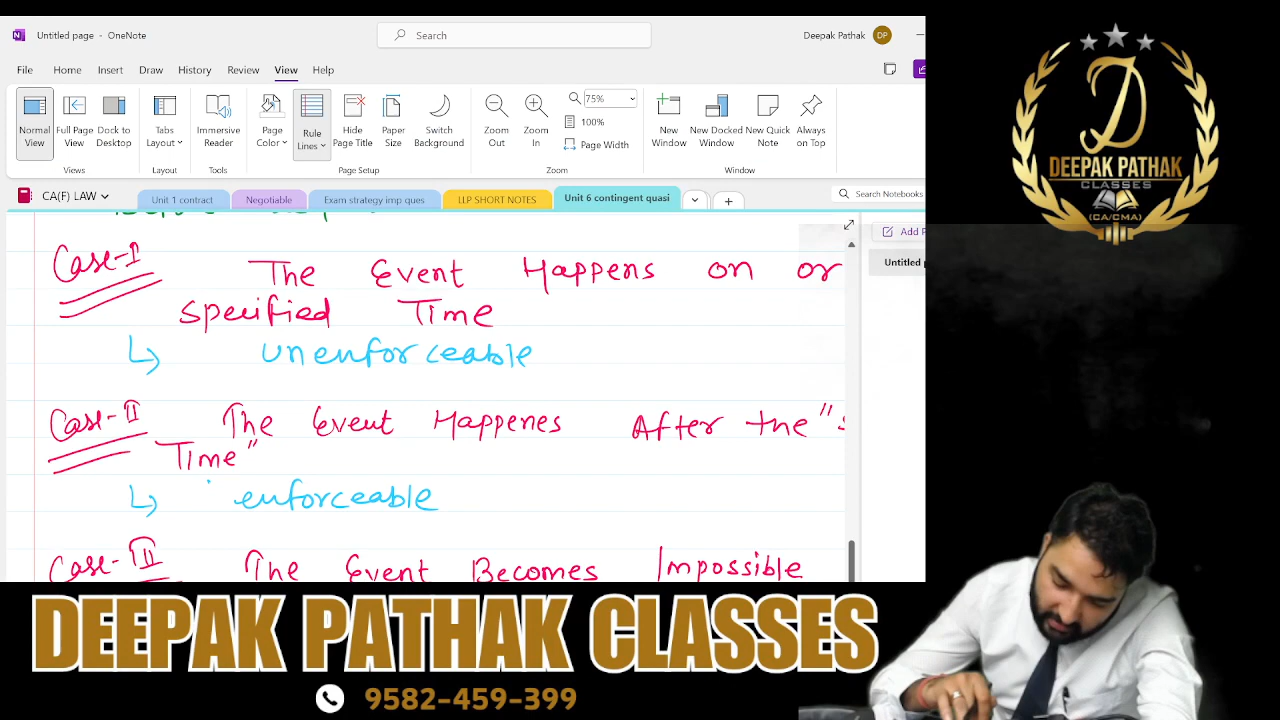 Untitled page - OneNote
Search
Deepak Pathak DP
File Home Insert Draw History Review View Help
Normal View
Full Page View
Dock to Desktop
Tabs Layout
Immersive Reader
Page Color
Rule Lines
Hide Page Title
Paper Size
Switch Background
Zoom Out
Zoom In
75%
100%
Page Width
New Window
New Docked Window
New Quick Note
Always on Top
Views Layout Tools Page Setup Zoom Window
CA(F) LAW
Unit 1 contract
Negotiable
Exam strategy imp ques
LLP SHORT NOTES
Unit 6 contingent quasi
Search Notebooks
Add P
Untitled p
Case-I The Event Happens on or
specified Time
unenforceable
Case-II The Event Happenes After the "s
Time"
enforceable
Case-III The Event Becomes Impossible
DEEPAK PATHAK CLASSES
9582-459-399
D
DEEPAK PATHAK
CLASSES
(CA/CMA)